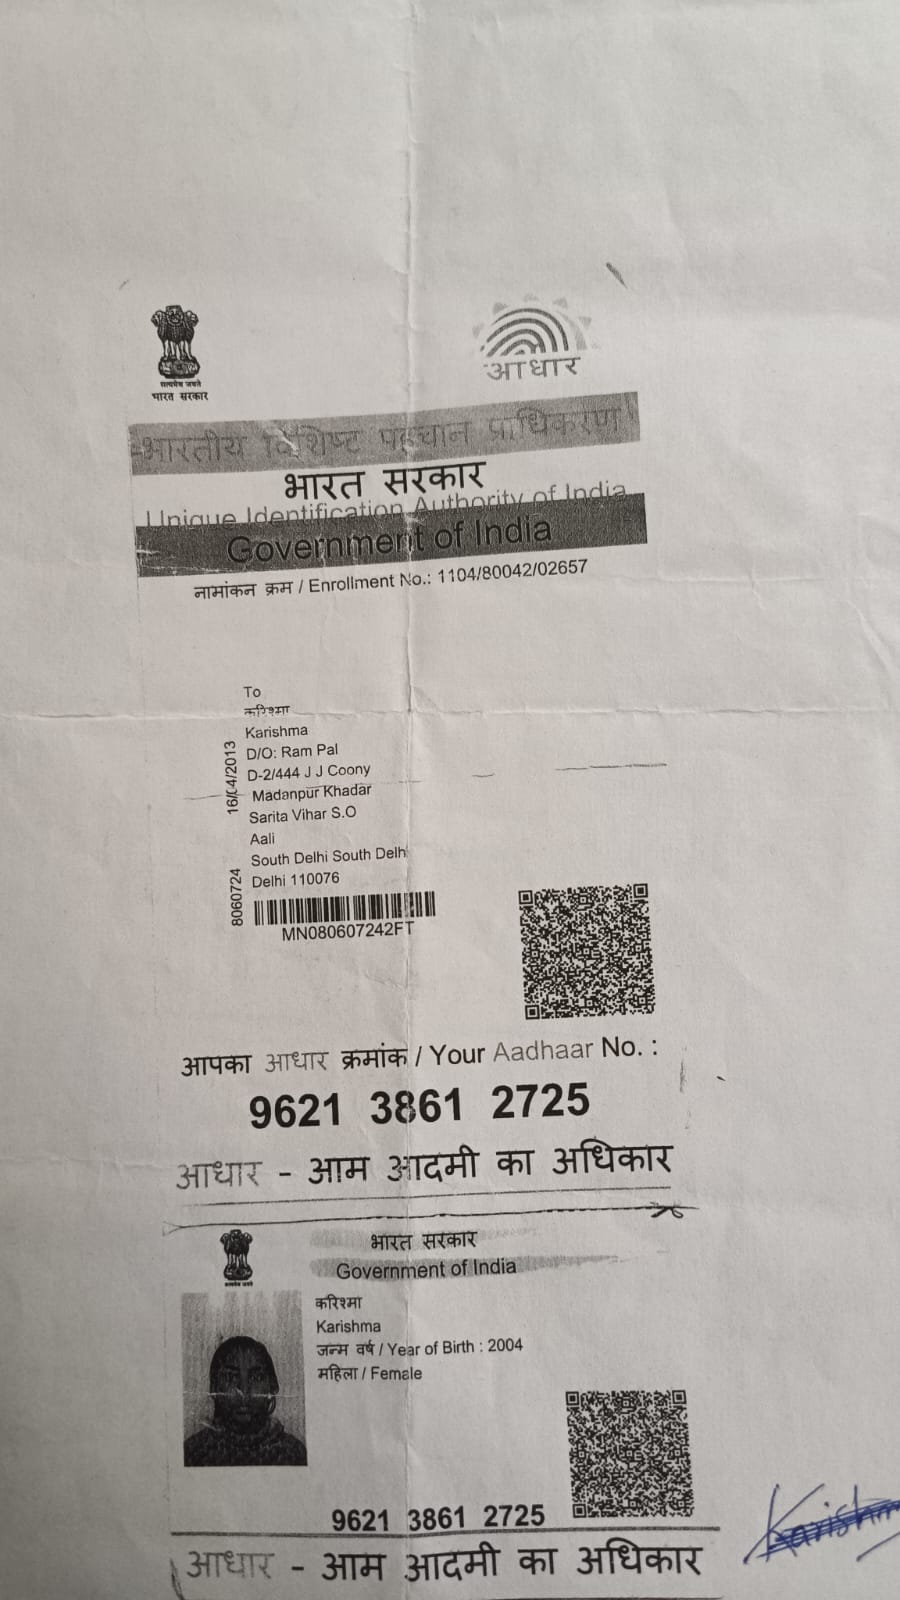 सत्यमेव जयते
भारत सरकार
आधार
भारतीय विशिष्ट पहचान प्राधिकरण
भारत सरकार
Unique Identification Authority of India
Government of India
नामांकन क्रम / Enrollment No.: 1104/80042/02657
To
करिश्मा
Karishma
D/O: Ram Pal
D-2/444 J J Coony
Madanpur Khadar
Sarita Vihar S.O
Aali
South Delhi South Delh
Delhi 110076
16/04/2013
8060724
MN080607242FT
आपका आधार क्रमांक / Your Aadhaar No. :
9621 3861 2725
आधार - आम आदमी का अधिकार
भारत सरकार
Government of India
करिश्मा
Karishma
जन्म वर्ष / Year of Birth : 2004
महिला / Female
9621 3861 2725
आधार - आम आदमी का अधिकार